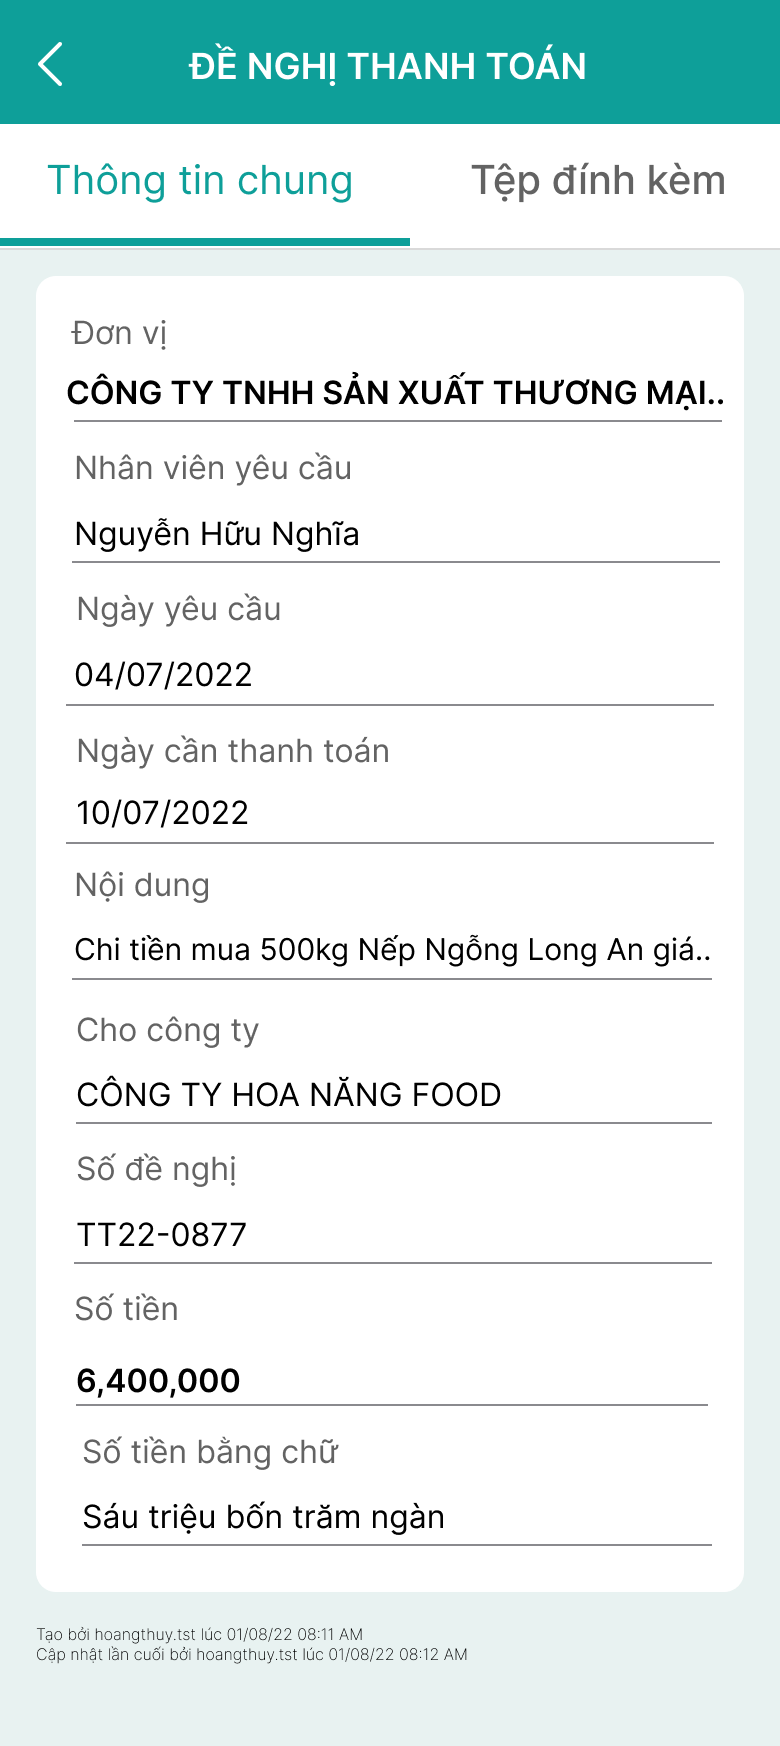 ĐỀ NGHỊ THANH TOÁN
Thông tin chung
Tệp đính kèm
Đơn vị
CÔNG TY TNHH SẢN XUẤT THƯƠNG MẠI..
Nhân viên yêu cầu
Nguyễn Hữu Nghĩa
Ngày yêu cầu
04/07/2022
Ngày cần thanh toán
10/07/2022
Nội dung
Chi tiền mua 500kg Nếp Ngỗng Long An giá..
Cho công ty
CÔNG TY HOA NĂNG FOOD
Số đề nghị
TT22-0877
Số tiền
6,400,000
Số tiền bằng chữ
Sáu triệu bốn trăm ngàn
Tạo bởi hoangthuy.tst lúc 01/08/22 08:11 AM
Cập nhật lần cuối bởi hoangthuy.tst lúc 01/08/22 08:12 AM